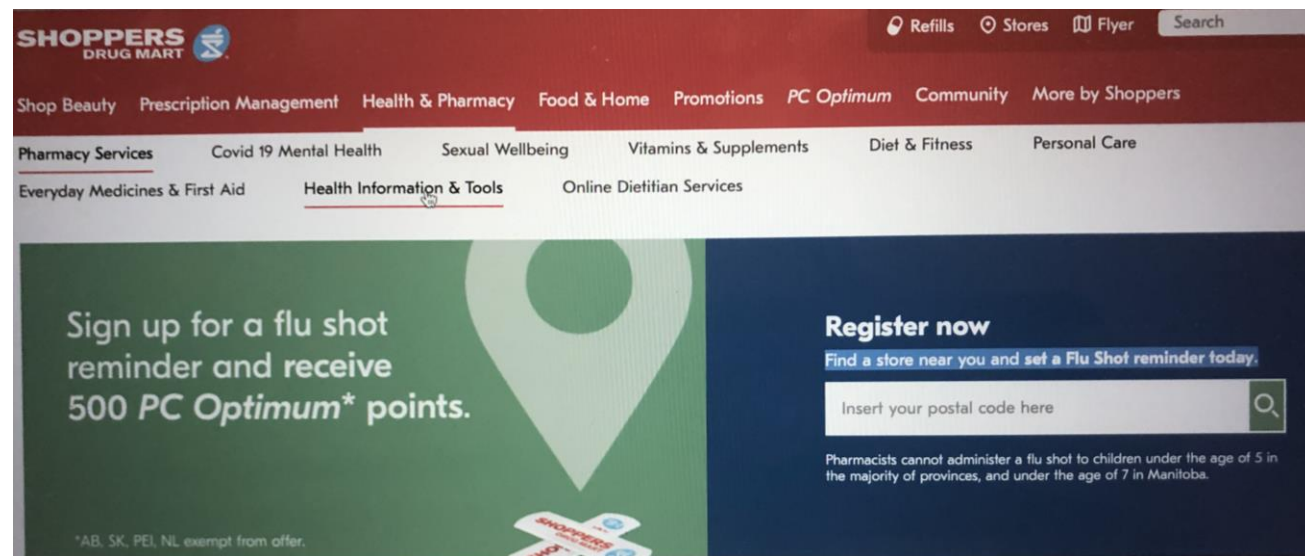 SHOPPERS
DRUG MART
Refills Stores Flyer Search
Shop Beauty Prescription Management Health & Pharmacy Food & Home Promotions PC Optimum Community More by Shoppers
Pharmacy Services Covid 19 Mental Health Sexual Wellbeing Vitamins & Supplements Diet & Fitness Personal Care
Everyday Medicines & First Aid Health Information & Tools Online Dietitian Services
Sign up for a flu shot
reminder and receive
500 PC Optimum* points.
*AB, SK, PEI, NL exempt from offer.
SHOPPERS
DRUG MART
Register now
Find a store near you and set a Flu Shot reminder today.
Insert your postal code here
Pharmacists cannot administer a flu shot to children under the age of 5 in
the majority of provinces, and under the age of 7 in Manitoba.